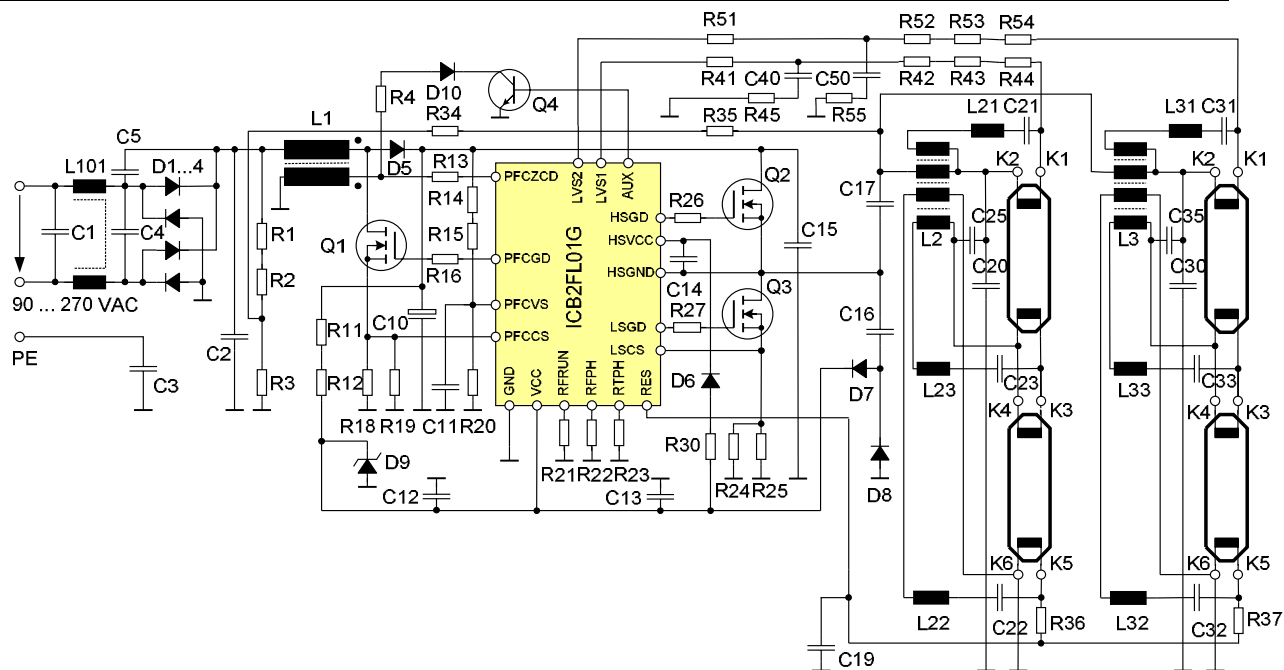 R51
R52
R53
R54
R41
C40
C50
R42
R43
R44
D10
Q4
R4
R34
R45
R55
R35
L21
C21
L31
C31
L1
C5
L101
D1...4
D5
R13
K2
K1
K2
K1
PFCZCD
LVS2
LVS1
AUX
Q2
C17
R14
HSGD
R26
C1
C4
R1
Q1
R15
HSVCC
C15
L2
C25
L3
C35
PFCGD
R16
HSGND
C20
C30
R2
C14
Q3
90 ... 270 VAC
PFCVS
ICB2FL01G
R27
C16
C10
LSGD
R11
PFCCS
LSCS
PE
C2
C3
R3
R12
GND
VCC
RFRUN
RFPH
RTPH
RES
D6
D7
L23
C23
L33
C33
K4
K3
K4
K3
R18
R19
C11
R20
R30
D9
R21
R22
R23
R24
R25
D8
C12
C13
K6
K5
K6
K5
L22
C22
R36
L32
C32
R37
C19